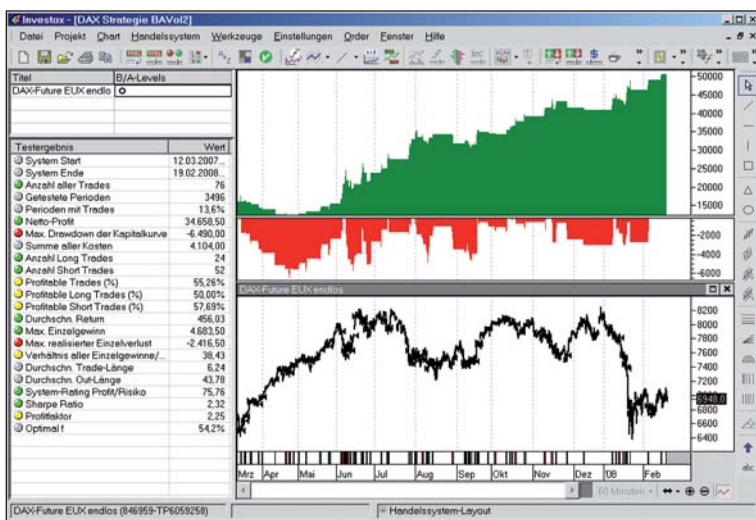 Investox - [DAX Strategie BAVol2]
Datei Projekt Chart Handelssystem Werkzeuge Einstellungen Order Fenster Hilfe
Titel B/A-Levels
DAX-Future EUX endlo O
Testergebnis Wert
System Start 12.03.2007...
System Ende 19.02.2008...
Anzahl aller Trades 76
Getestete Perioden 3496
Perioden mit Trades 13,6%
Netto-Profit 34.658,50
Max. Drawdown der Kapitalkurve -6.490,00
Summe aller Kosten 4.104,00
Anzahl Long Trades 24
Anzahl Short Trades 52
Profitable Trades (%) 55,26%
Profitable Long Trades (%) 50,00%
Profitable Short Trades (%) 57,69%
Durchschn. Return 456,03
Max. Einzelgewinn 4.683,50
Max. realisierter Einzelverlust -2.416,50
Verhältnis aller Einzelgewinne/... 38,43
Durchschn. Trade-Länge 6,24
Durchschn. Out-Länge 43,78
System-Rating Profit/Risiko 75,76
Sharpe Ratio 2,32
Profitfaktor 2,25
Optimal f 54,2%
50000
45000
40000
35000
30000
25000
20000
15000
-2000
-4000
-6000
DAX-Future EUX endlos
8200
8000
7600
7200
7000
6948.0
6800
6400
Mrz Apr Mai Jun Jul Aug Sep Okt Nov Dez '08 Feb
60 Minuten
abc
DAX-Future EUX endlos (846959-TP6059258) Handelssystem-Layout